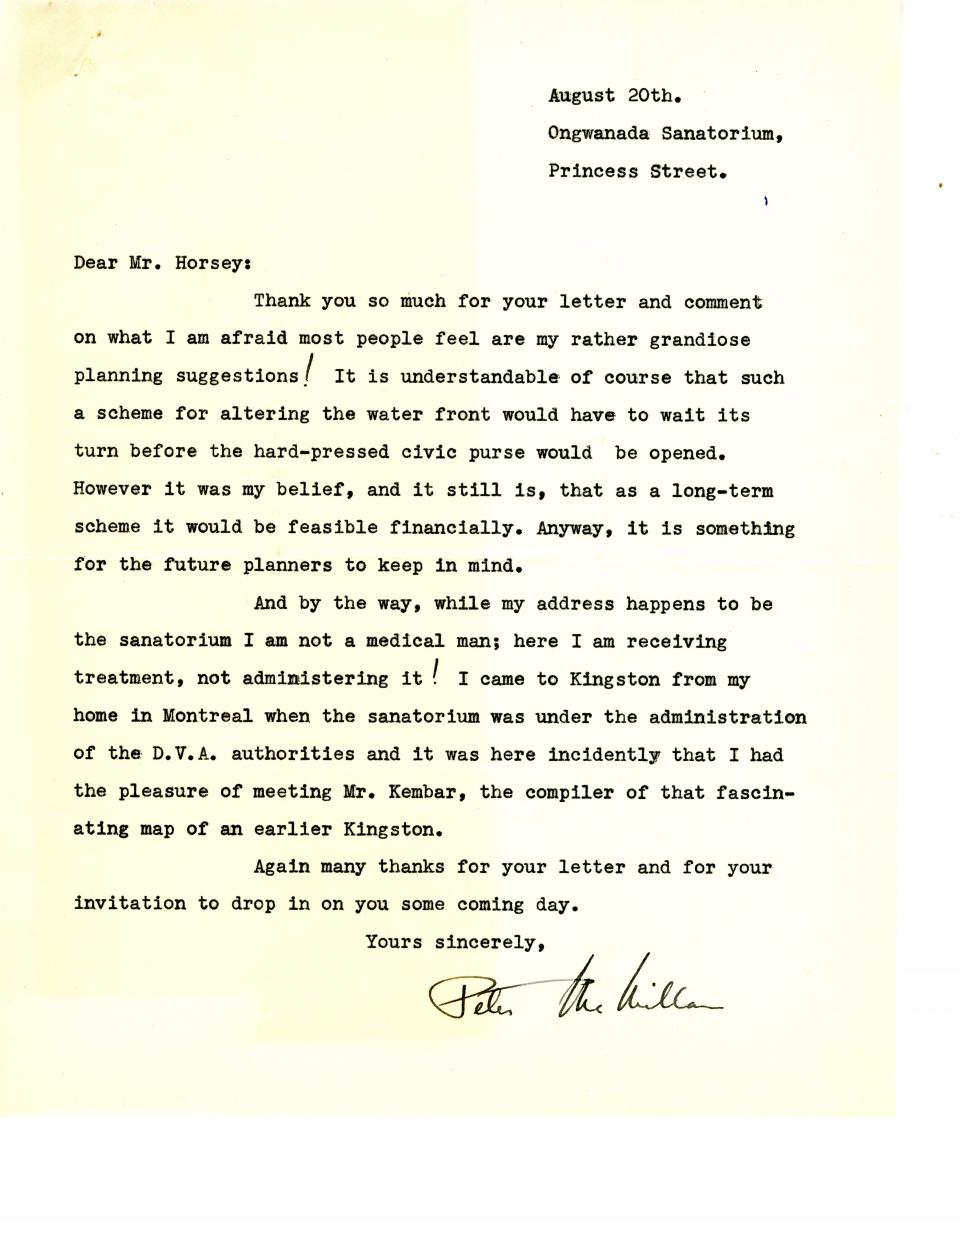 August 20th.
Ongwanada Sanatorium,
Princess Street.
Dear Mr. Horsey:
Thank you so much for your letter and comment
on what I am afraid most people feel are my rather grandiose
planning suggestions! It is understandable of course that such
a scheme for altering the water front would have to wait its
turn before the hard-pressed civic purse would be opened.
However it was my belief, and it still is, that as a long-term
scheme it would be feasible financially. Anyway, it is something
for the future planners to keep in mind.
And by the way, while my address happens to be
the sanatorium I am not a medical man; here I am receiving
treatment, not administering it! I came to Kingston from my
home in Montreal when the sanatorium was under the administration
of the D.V.A. authorities and it was here incidently that I had
the pleasure of meeting Mr. Kembar, the compiler of that fascin-
ating map of an earlier Kingston.
Again many thanks for your letter and for your
invitation to drop in on you some coming day.
Yours sincerely,
Peter McMillan